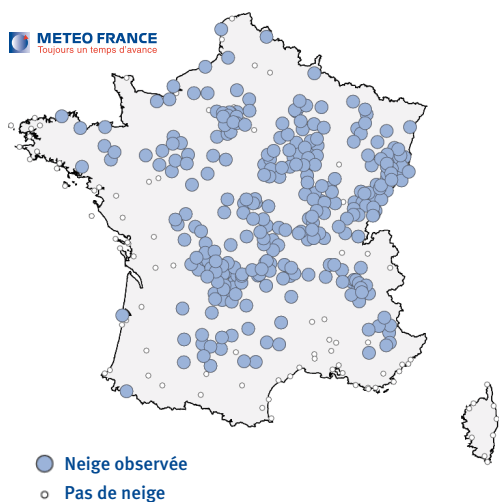 METEO FRANCE
Toujours un temps d'avance
Neige observée
Pas de neige